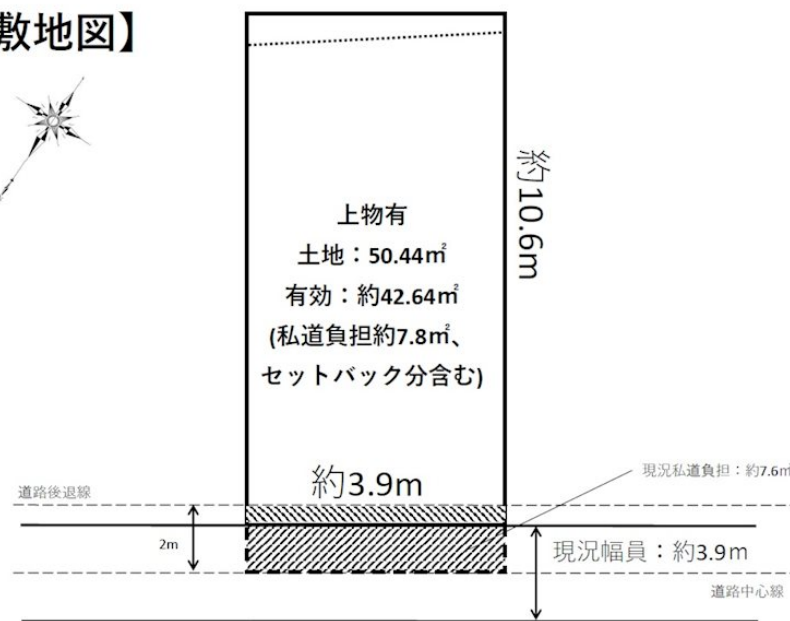 敷地図】
約10.6m
上物有
土地：50.44㎡
有効：約42.64㎡
(私道負担約7.8㎡、
セットバック分含む)
約3.9m
現況私道負担：約7.6㎡
道路後退線
2m
現況幅員：約3.9m
道路中心線